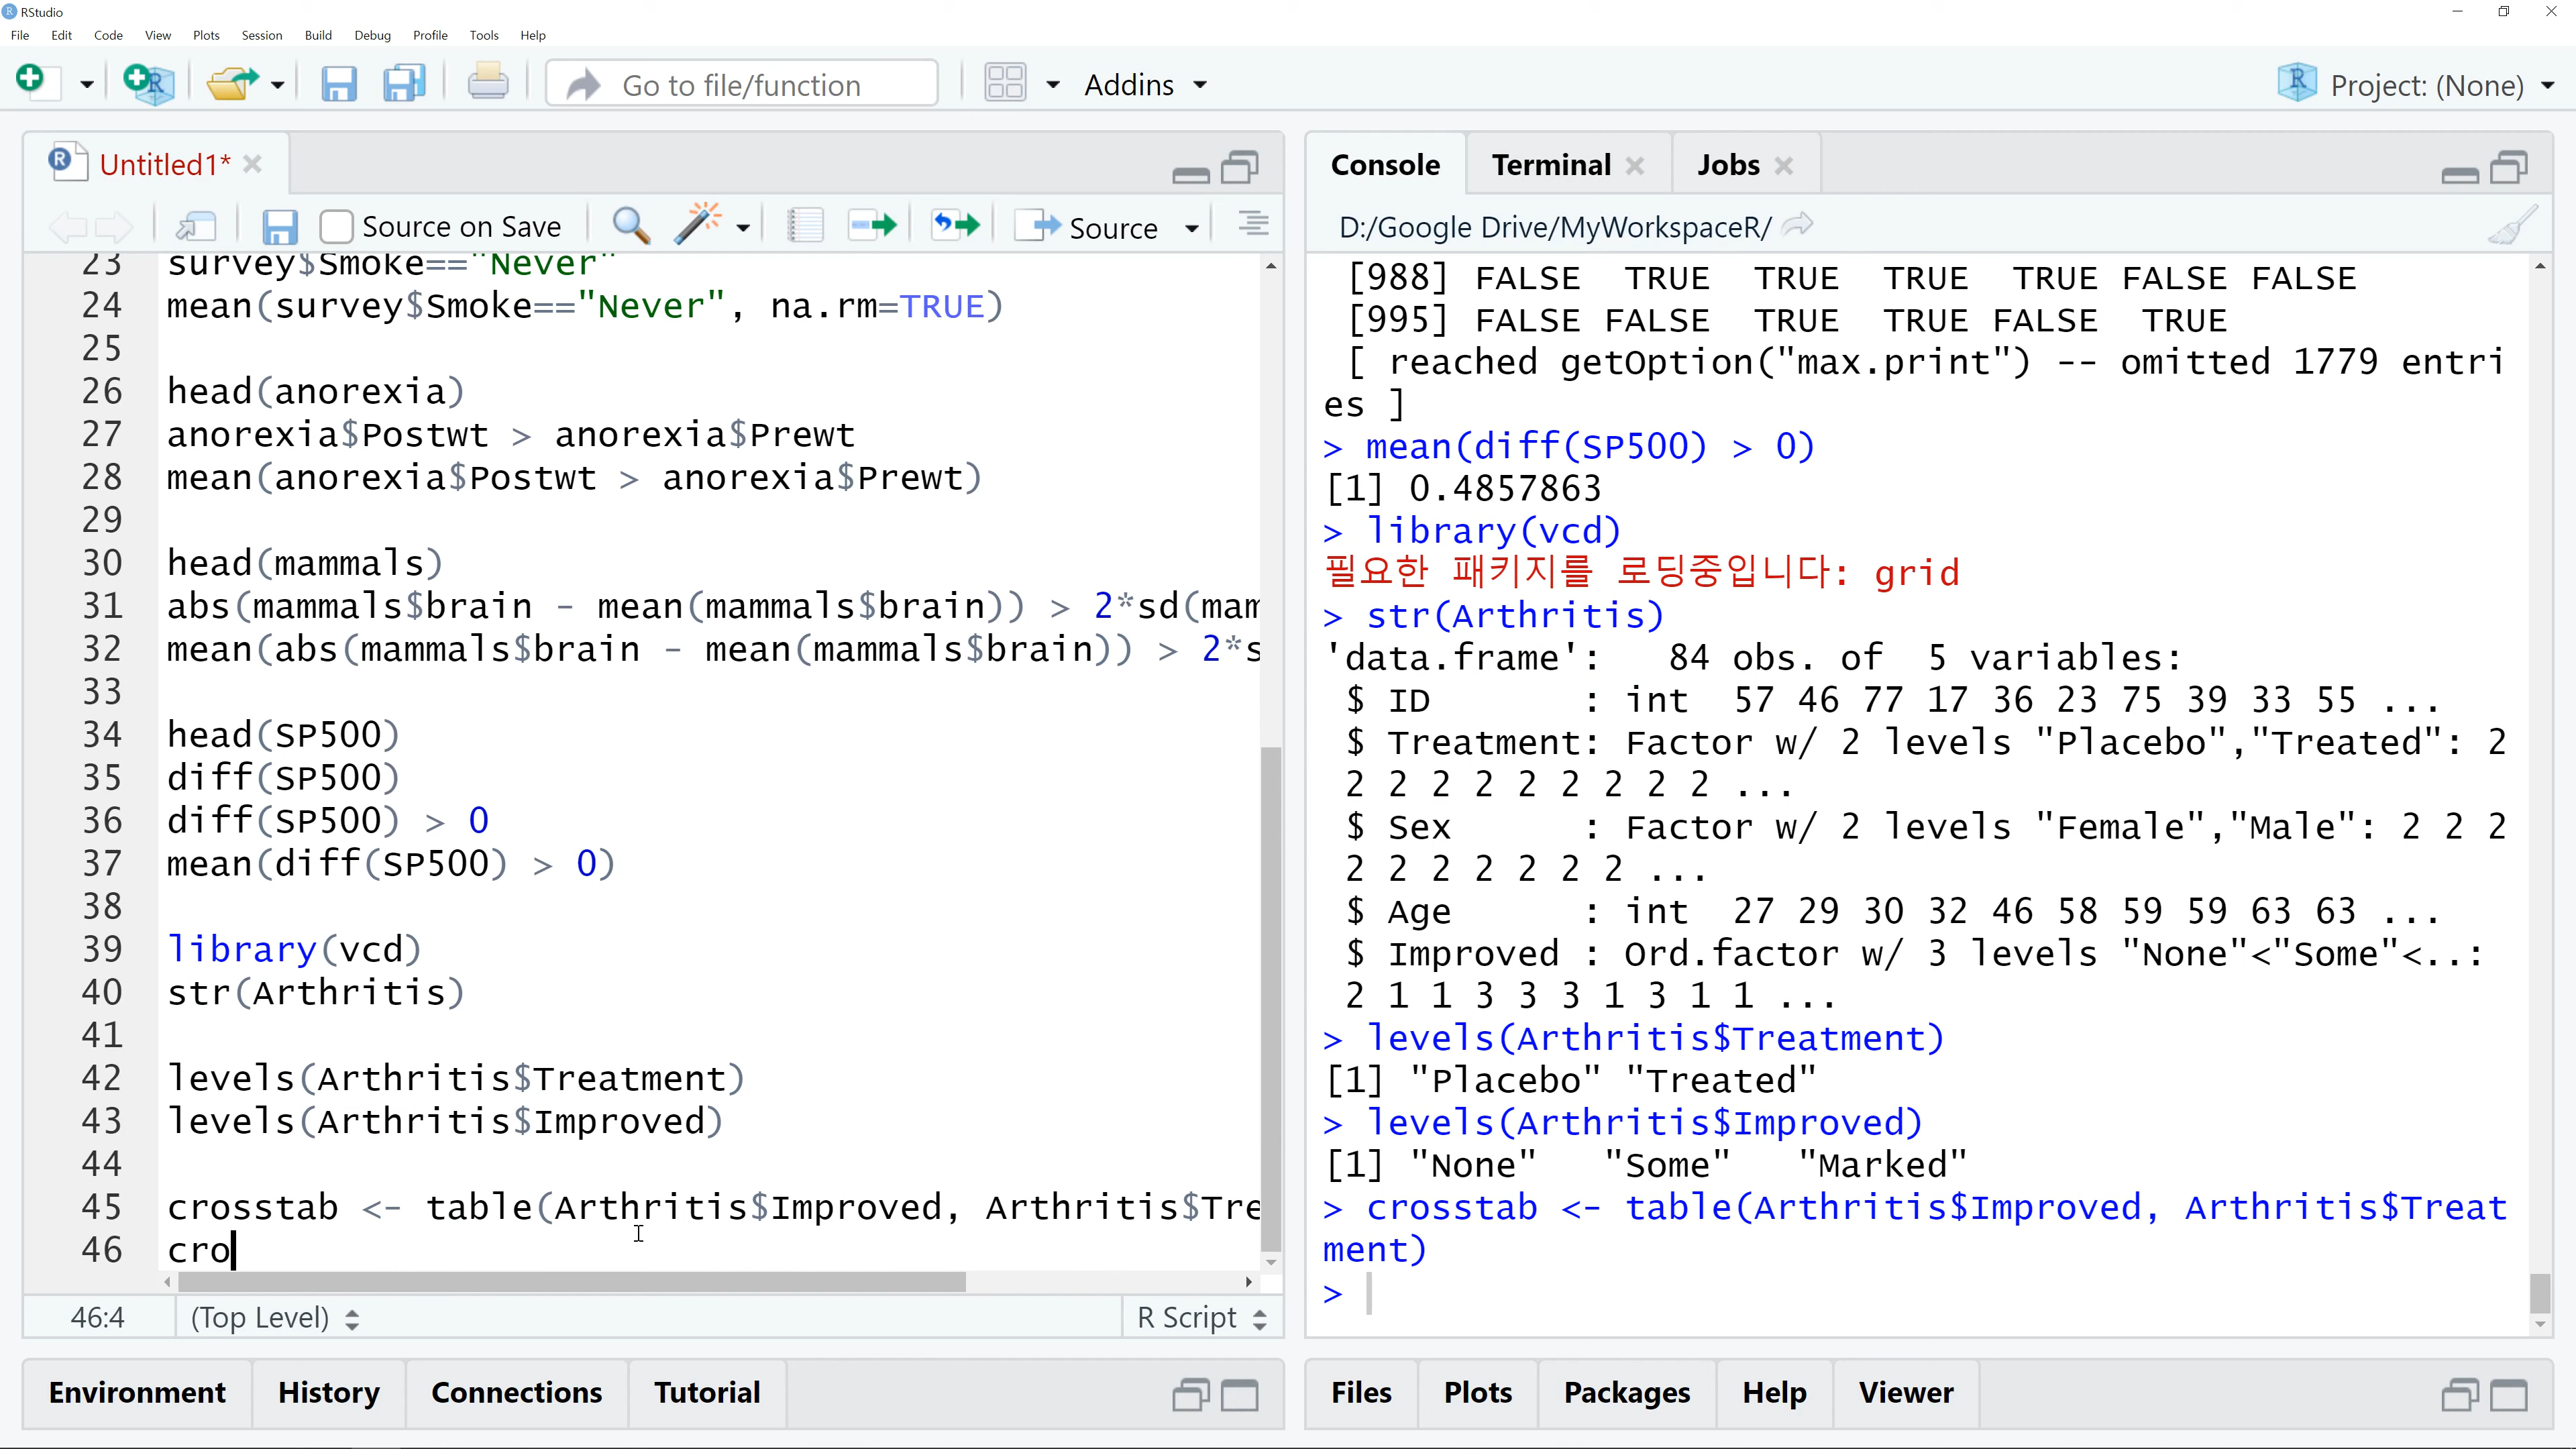 RStudio
File Edit Code View Plots Session Build Debug Profile Tools Help
Go to file/function Addins Project: (None)
Untitled1*
Source on Save Source
23 survey$Smoke=="Never"
24 mean(survey$Smoke=="Never", na.rm=TRUE)
25
26 head(anorexia)
27 anorexia$Postwt > anorexia$Prewt
28 mean(anorexia$Postwt > anorexia$Prewt)
29
30 head(mammals)
31 abs(mammals$brain - mean(mammals$brain)) > 2*sd(mam
32 mean(abs(mammals$brain - mean(mammals$brain)) > 2*s
33
34 head(SP500)
35 diff(SP500)
36 diff(SP500) > 0
37 mean(diff(SP500) > 0)
38
39 library(vcd)
40 str(Arthritis)
41
42 levels(Arthritis$Treatment)
43 levels(Arthritis$Improved)
44
45 crosstab <- table(Arthritis$Improved, Arthritis$Tre
46 cro
46:4 (Top Level) R Script
Environment History Connections Tutorial
Console Terminal Jobs
D:/Google Drive/MyWorkspaceR/
[988] FALSE TRUE TRUE TRUE TRUE FALSE FALSE
[995] FALSE FALSE TRUE TRUE FALSE TRUE
[ reached getOption("max.print") -- omitted 1779 entri
es ]
> mean(diff(SP500) > 0)
[1] 0.4857863
> library(vcd)
필요한 패키지를 로딩중입니다: grid
> str(Arthritis)
'data.frame': 84 obs. of 5 variables:
$ ID : int 57 46 77 17 36 23 75 39 33 55 ...
$ Treatment: Factor w/ 2 levels "Placebo","Treated": 2
2 2 2 2 2 2 2 2 2 ...
$ Sex : Factor w/ 2 levels "Female","Male": 2 2 2
2 2 2 2 2 2 2 ...
$ Age : int 27 29 30 32 46 58 59 59 63 63 ...
$ Improved : Ord.factor w/ 3 levels "None"<"Some"<..:
2 1 1 3 3 3 1 3 1 1 ...
> levels(Arthritis$Treatment)
[1] "Placebo" "Treated"
> levels(Arthritis$Improved)
[1] "None" "Some" "Marked"
> crosstab <- table(Arthritis$Improved, Arthritis$Treat
ment)
>
Files Plots Packages Help Viewer